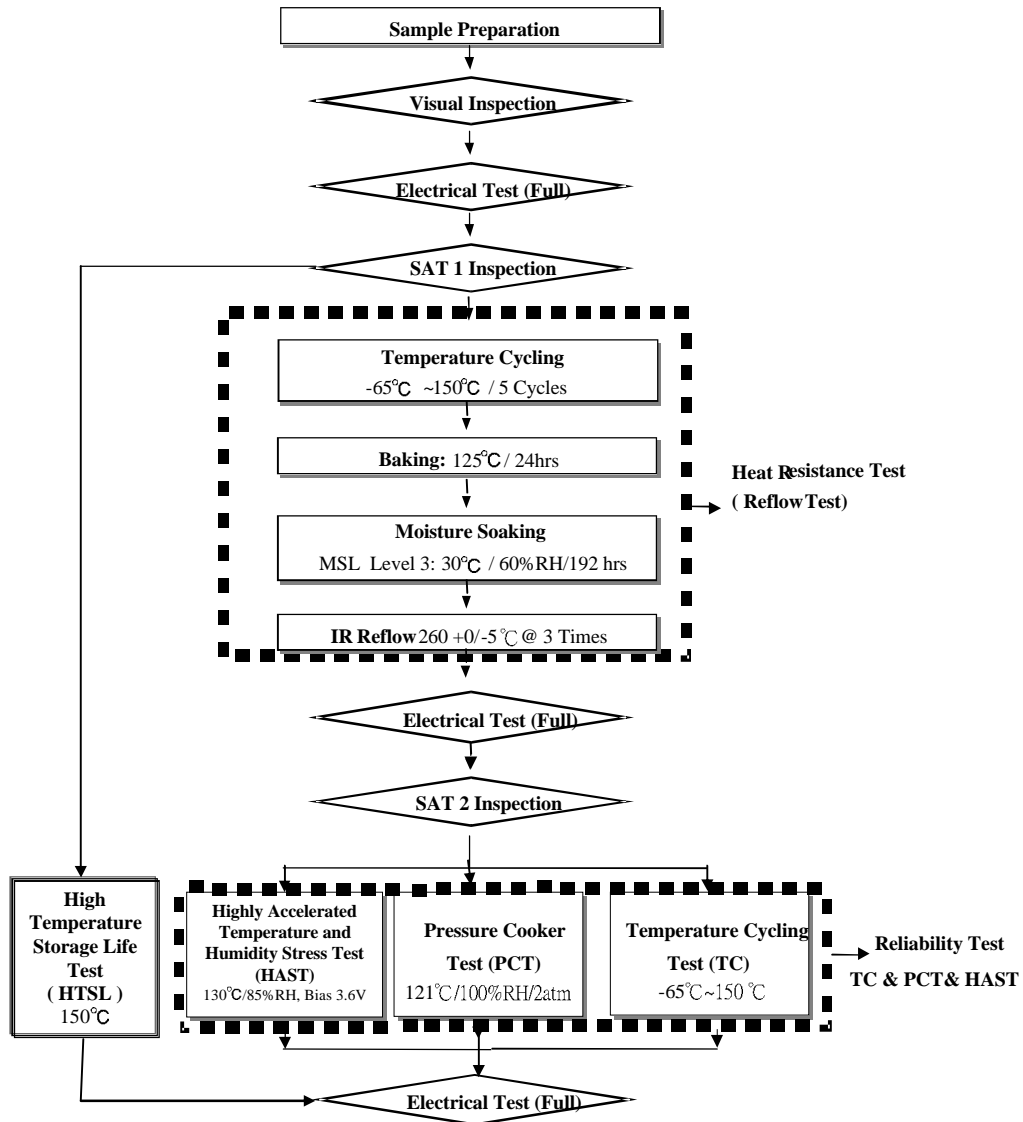 Sample Preparation
Visual Inspection
Electrical Test (Full)
SAT 1 Inspection
Temperature Cycling
-65℃ ~150℃ / 5 Cycles
Baking: 125℃/ 24hrs
Moisture Soaking
MSL Level 3: 30℃ / 60%RH/192 hrs
IR Reflow 260 +0/-5℃ @ 3 Times
Heat Resistance Test
( Reflow Test)
Electrical Test (Full)
SAT 2 Inspection
High
Temperature
Storage Life
Test
( HTSL )
150℃
Highly Accelerated
Temperature and
Humidity Stress Test
(HAST)
130℃/85%RH, Bias 3.6V
Pressure Cooker
Test (PCT)
121℃/100%RH/2atm
Temperature Cycling
Test (TC)
-65℃~150 ℃
Reliability Test
TC & PCT& HAST
Electrical Test (Full)